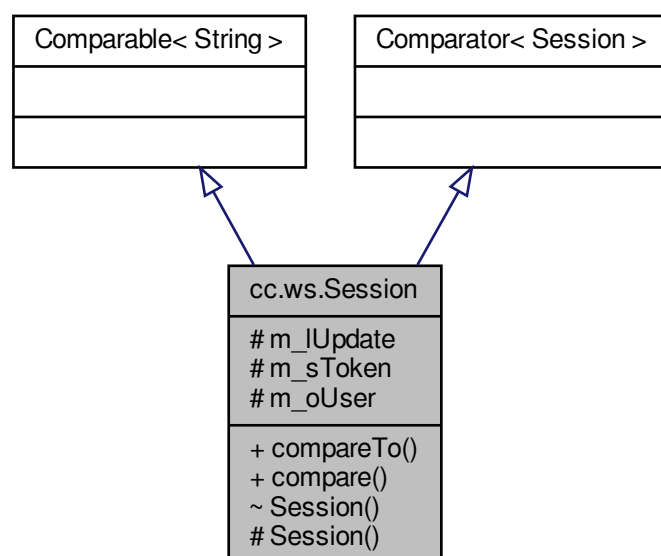 Comparable< String >
Comparator< Session >
cc.ws.Session
# m_lUpdate
# m_sToken
# m_oUser
+ compareTo()
+ compare()
~ Session()
# Session()